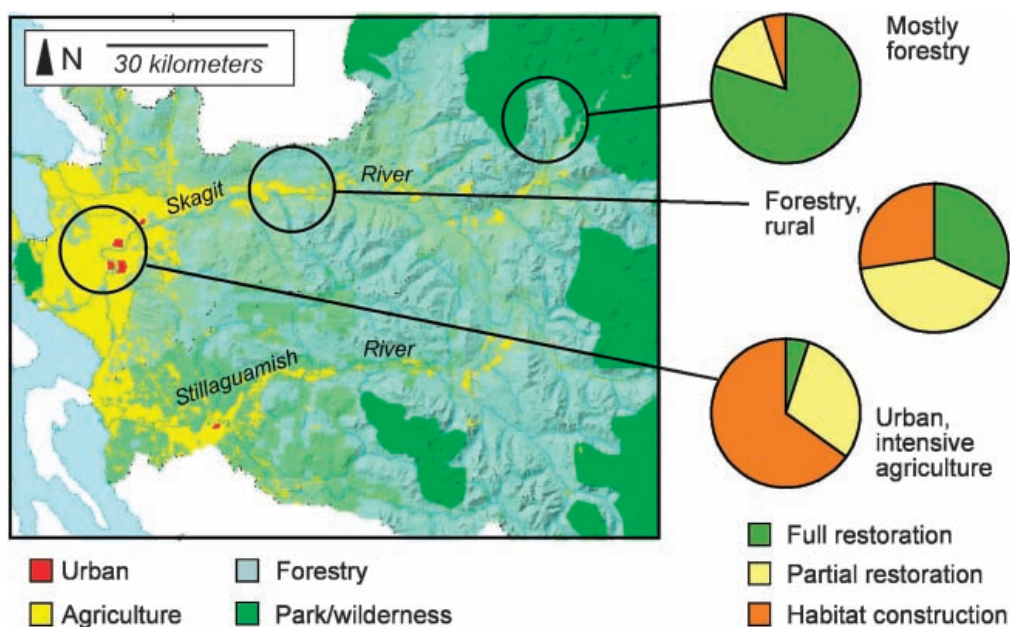 N
30 kilometers
Skagit
River
Stillaguamish
River
Mostly
forestry
Forestry,
rural
Urban,
intensive
agriculture
Urban
Agriculture
Forestry
Park/wilderness
Full restoration
Partial restoration
Habitat construction